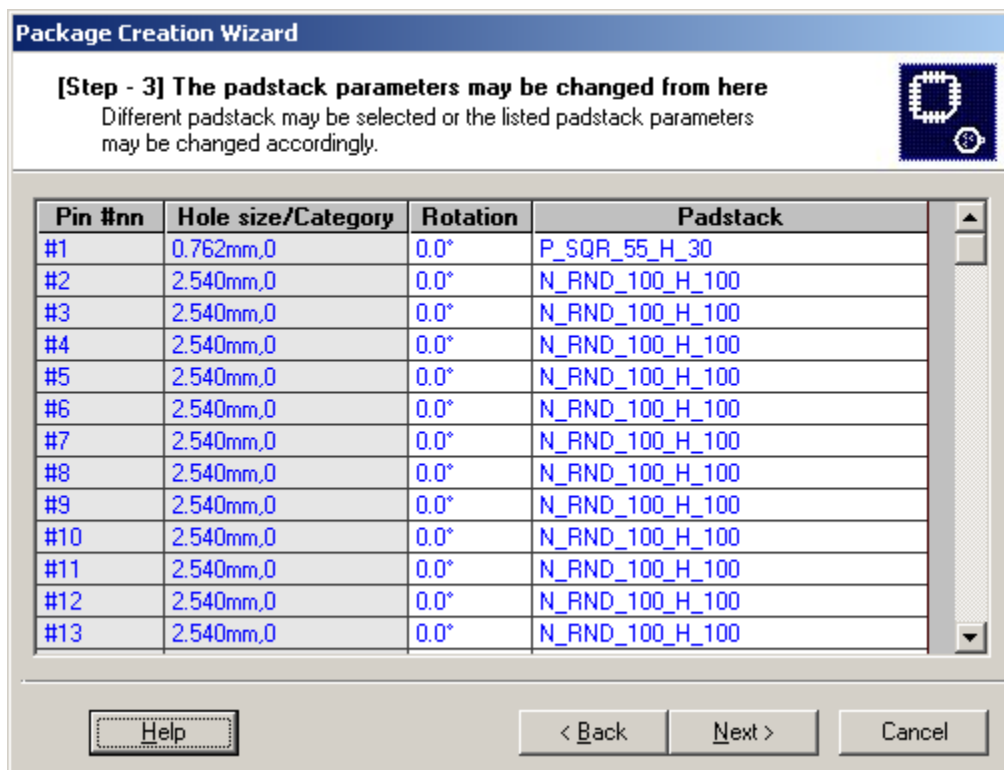 Package Creation Wizard
[Step - 3] The padstack parameters may be changed from here
Different padstack may be selected or the listed padstack parameters
may be changed accordingly.
Pin #nn Hole size/Category Rotation Padstack
#1 0.762mm,0 0.0° P_SQR_55_H_30
#2 2.540mm,0 0.0° N_RND_100_H_100
#3 2.540mm,0 0.0° N_RND_100_H_100
#4 2.540mm,0 0.0° N_RND_100_H_100
#5 2.540mm,0 0.0° N_RND_100_H_100
#6 2.540mm,0 0.0° N_RND_100_H_100
#7 2.540mm,0 0.0° N_RND_100_H_100
#8 2.540mm,0 0.0° N_RND_100_H_100
#9 2.540mm,0 0.0° N_RND_100_H_100
#10 2.540mm,0 0.0° N_RND_100_H_100
#11 2.540mm,0 0.0° N_RND_100_H_100
#12 2.540mm,0 0.0° N_RND_100_H_100
#13 2.540mm,0 0.0° N_RND_100_H_100
Help < Back Next > Cancel